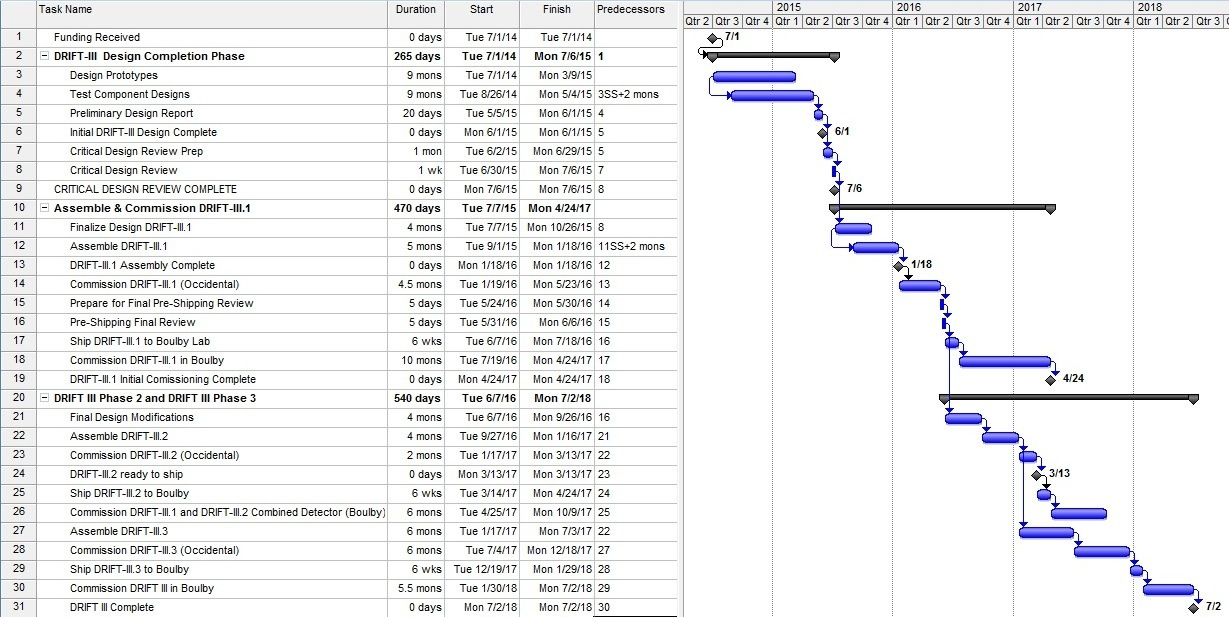 Task Name Duration Start Finish Predecessors 2015 2016 2017 2018
Qtr 2 Qtr 3 Qtr 4 Qtr 1 Qtr 2 Qtr 3 Qtr 4 Qtr 1 Qtr 2 Qtr 3 Qtr 4 Qtr 1 Qtr 2 Qtr 3 Qtr 4 Qtr 1 Qtr 2 Qtr 3
1 Funding Received 0 days Tue 7/1/14 Tue 7/1/14 7/1
2 DRIFT-III Design Completion Phase 265 days Tue 7/1/14 Mon 7/6/15 1
3 Design Prototypes 9 mons Tue 7/1/14 Mon 3/9/15
4 Test Component Designs 9 mons Tue 8/26/14 Mon 5/4/15 3SS+2 mons
5 Preliminary Design Report 20 days Tue 5/5/15 Mon 6/1/15 4
6 Initial DRIFT-III Design Complete 0 days Mon 6/1/15 Mon 6/1/15 5 6/1
7 Critical Design Review Prep 1 mon Tue 6/2/15 Mon 6/29/15 5
8 Critical Design Review 1 wk Tue 6/30/15 Mon 7/6/15 7
9 CRITICAL DESIGN REVIEW COMPLETE 0 days Mon 7/6/15 Mon 7/6/15 8 7/6
10 Assemble & Commission DRIFT-III.1 470 days Tue 7/7/15 Mon 4/24/17
11 Finalize Design DRIFT-III.1 4 mons Tue 7/7/15 Mon 10/26/15 8
12 Assemble DRIFT-III.1 5 mons Tue 9/1/15 Mon 1/18/16 11SS+2 mons
13 DRIFT-III.1 Assembly Complete 0 days Mon 1/18/16 Mon 1/18/16 12 1/18
14 Commission DRIFT-III.1 (Occidental) 4.5 mons Tue 1/19/16 Mon 5/23/16 13
15 Prepare for Final Pre-Shipping Review 5 days Tue 5/24/16 Mon 5/30/16 14
16 Pre-Shipping Final Review 5 days Tue 5/31/16 Mon 6/6/16 15
17 Ship DRIFT-III.1 to Boulby Lab 6 wks Tue 6/7/16 Mon 7/18/16 16
18 Commission DRIFT-III.1 in Boulby 10 mons Tue 7/19/16 Mon 4/24/17 17
19 DRIFT-III.1 Initial Comissioning Complete 0 days Mon 4/24/17 Mon 4/24/17 18 4/24
20 DRIFT III Phase 2 and DRIFT III Phase 3 540 days Tue 6/7/16 Mon 7/2/18
21 Final Design Modifications 4 mons Tue 6/7/16 Mon 9/26/16 16
22 Assemble DRIFT-III.2 4 mons Tue 9/27/16 Mon 1/16/17 21
23 Commission DRIFT-III.2 (Occidental) 2 mons Tue 1/17/17 Mon 3/13/17 22
24 DRIFT-III.2 ready to ship 0 days Mon 3/13/17 Mon 3/13/17 23 3/13
25 Ship DRIFT-III.2 to Boulby 6 wks Tue 3/14/17 Mon 4/24/17 24
26 Commission DRIFT-III.1 and DRIFT-III.2 Combined Detector (Boulby) 6 mons Tue 4/25/17 Mon 10/9/17 25
27 Assemble DRIFT-III.3 6 mons Tue 1/17/17 Mon 7/3/17 22
28 Commission DRIFT-III.3 (Occidental) 6 mons Tue 7/4/17 Mon 12/18/17 27
29 Ship DRIFT-III.3 to Boulby 6 wks Tue 12/19/17 Mon 1/29/18 28
30 Commission DRIFT III in Boulby 5.5 mons Tue 1/30/18 Mon 7/2/18 29
31 DRIFT III Complete 0 days Mon 7/2/18 Mon 7/2/18 30 7/2